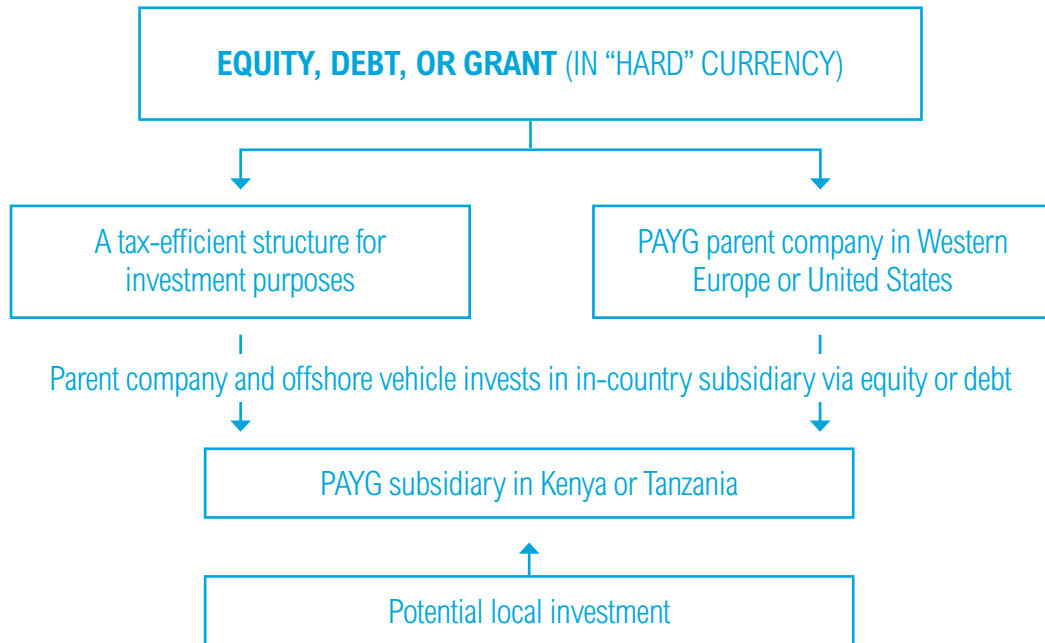 EQUITY, DEBT, OR GRANT (IN “HARD” CURRENCY)
A tax-efficient structure for
investment purposes
PAYG parent company in Western
Europe or United States
Parent company and offshore vehicle invests in in-country subsidiary via equity or debt
PAYG subsidiary in Kenya or Tanzania
Potential local investment